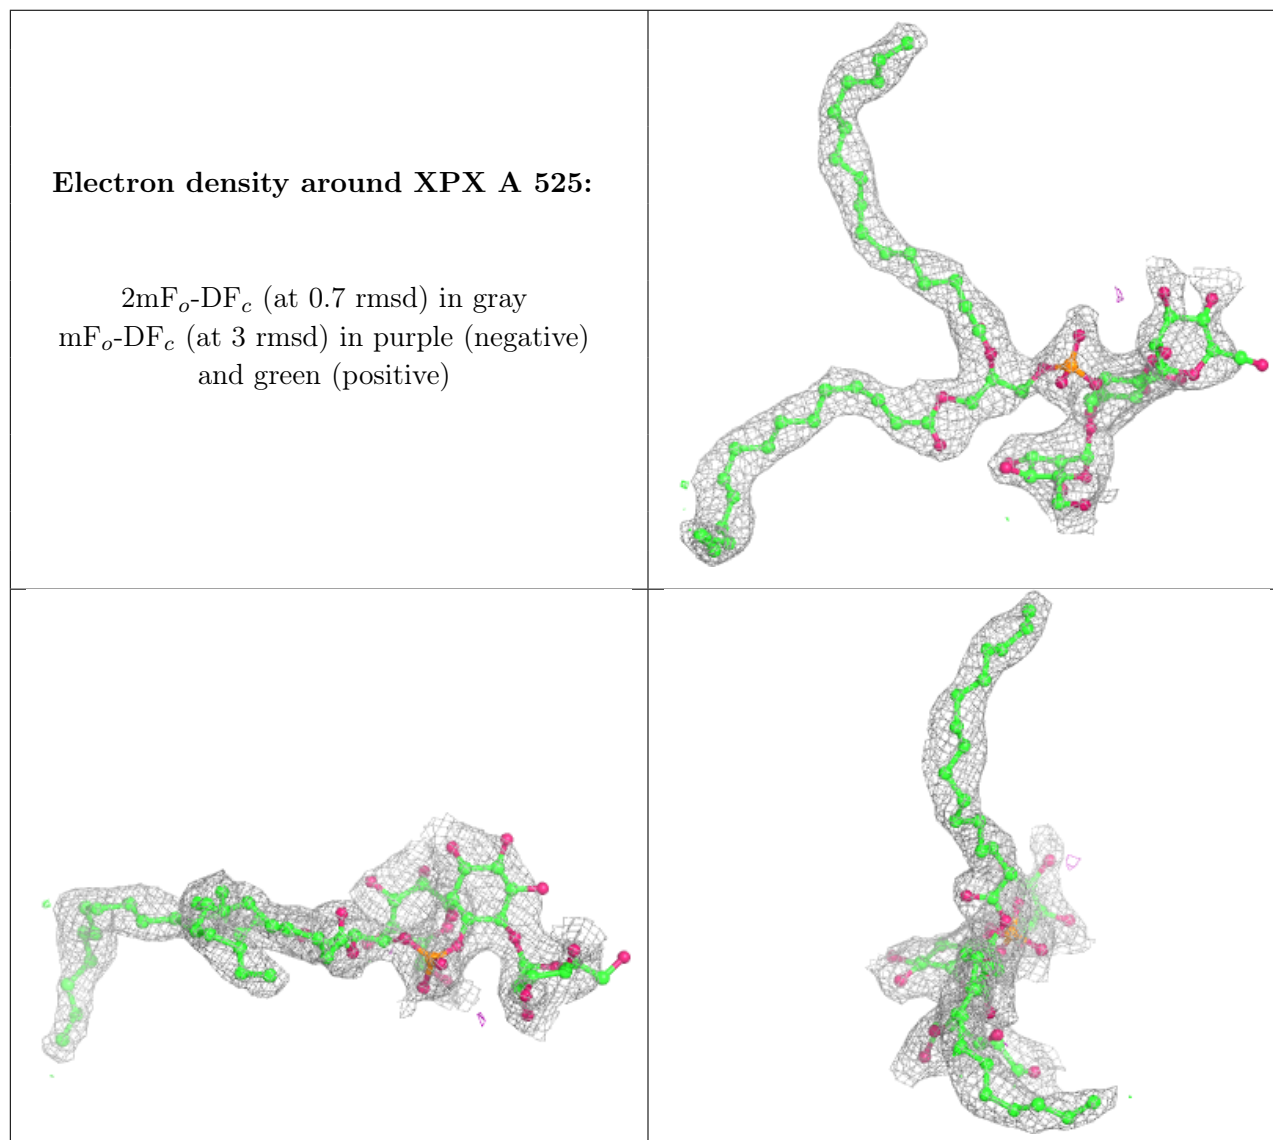 Electron density around XPX A 525:
2mFo-DFc (at 0.7 rmsd) in gray
mFo-DFc (at 3 rmsd) in purple (negative)
and green (positive)